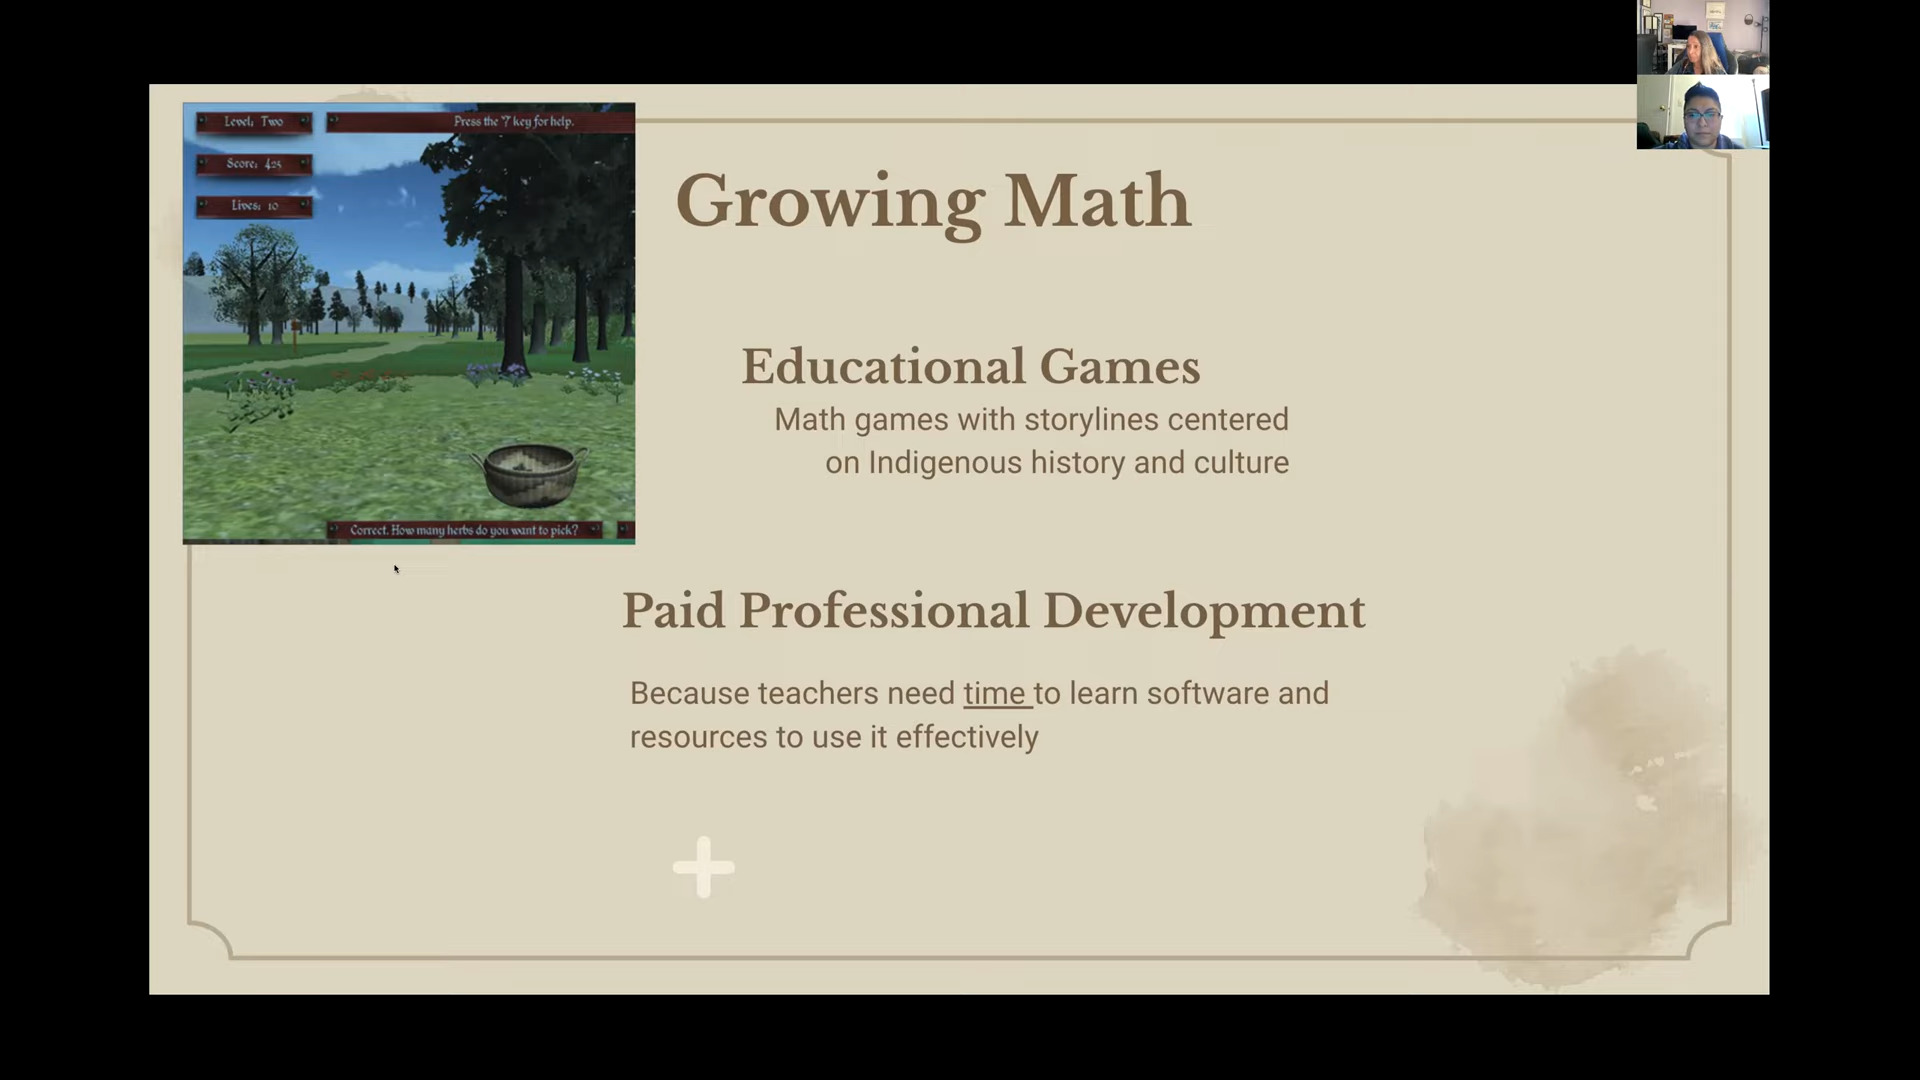 Level: Two
Press the '?' key for help.
Score: 425
Lives: 10
Correct. How many herbs do you want to pick?
Growing Math
Educational Games
Math games with storylines centered
on Indigenous history and culture
Paid Professional Development
Because teachers need time to learn software and
resources to use it effectively